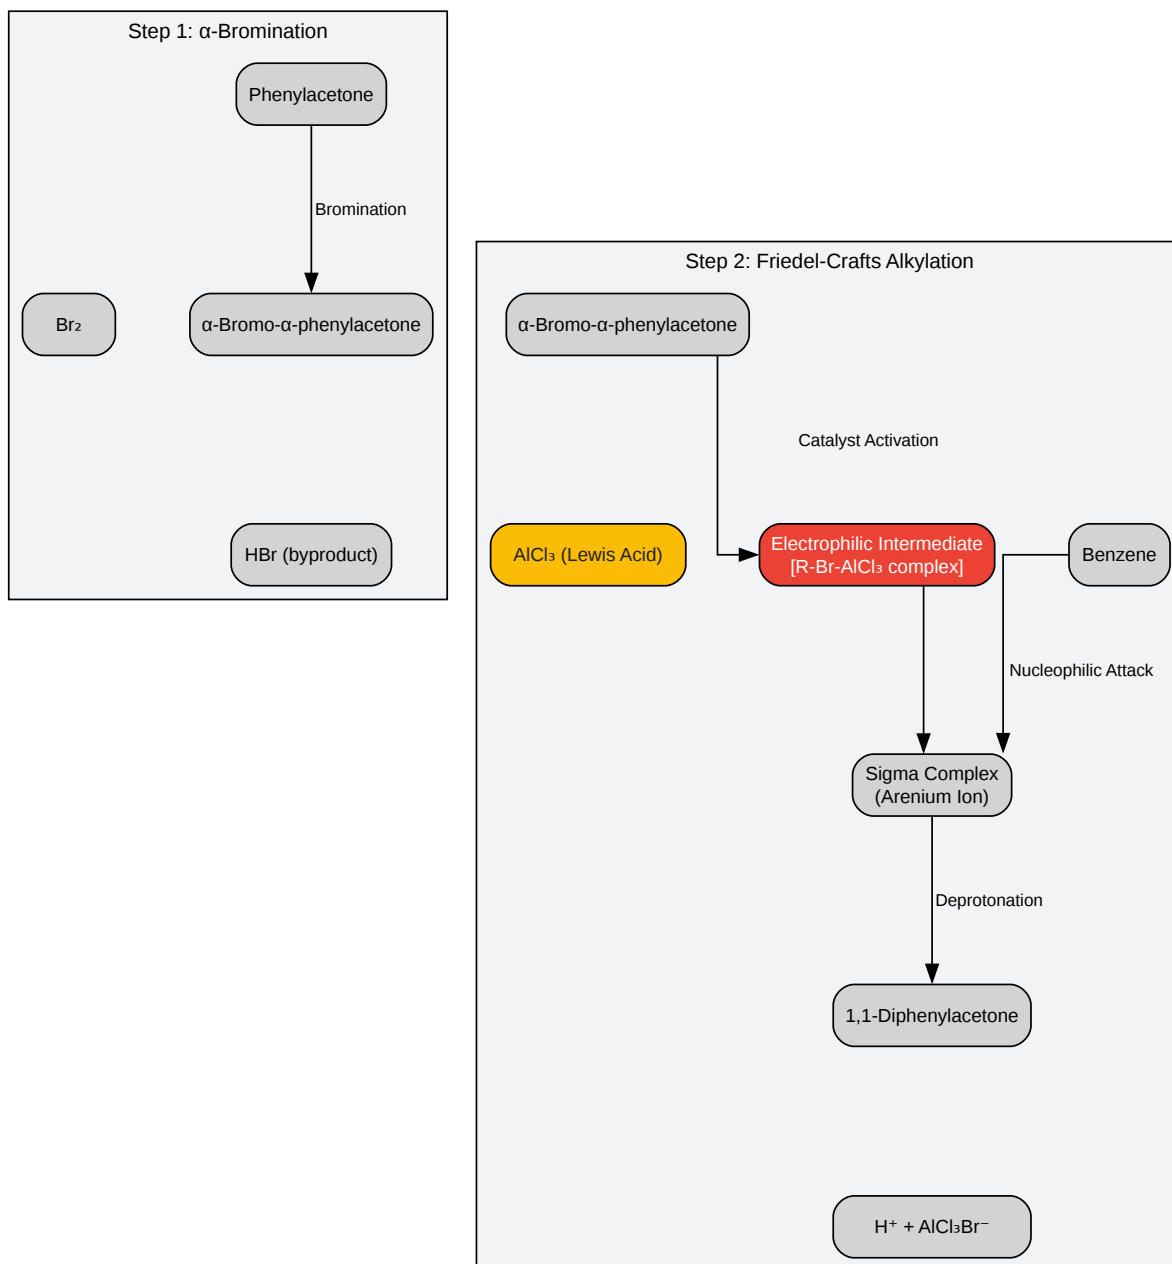 Step 1: α-Bromination
Phenylacetone
Bromination
Br₂
α-Bromo-α-phenylacetone
HBr (byproduct)
Step 2: Friedel-Crafts Alkylation
α-Bromo-α-phenylacetone
Catalyst Activation
AlCl₃ (Lewis Acid)
Electrophilic Intermediate
[R-Br-AlCl₃ complex]
Benzene
Nucleophilic Attack
Sigma Complex
(Arenium Ion)
Deprotonation
1,1-Diphenylacetone
H⁺ + AlCl₃Br⁻